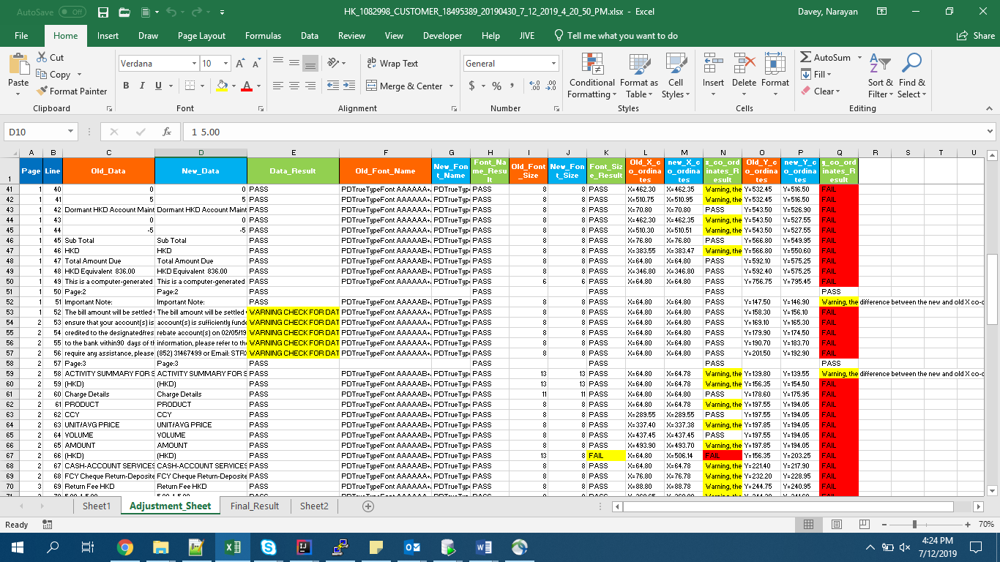 AutoSave Off HK_1082998_CUSTOMER_18495389_20190430_7_12_2019_4_20_50_PM.xlsx - Excel Davey, Narayan
File Home Insert Draw Page Layout Formulas Data Review View Developer Help JIVE Tell me what you want to do Share
Paste Cut Copy Format Painter
Verdana 10 B I U
Wrap Text Merge & Center
General $ % ,
Conditional Formatting Format as Table Cell Styles
Insert Delete Format
AutoSum Fill Clear Sort & Filter Find & Select
Clipboard Font Alignment Number Styles Cells Editing
D10 fx 1 5.00
A B C D E F G H I J K L M N O P Q R S T U
1 Page Line Old_Data New_Data Data_Result Old_Font_Name New_Font_Name Font_Name_Result Old_Font_Size New_Font_Size Font_Size_Result Old_X_co_ordinates new_X_co_ordinates x_co_ordinates_Result Old_Y_co_ordinates new_Y_co_ordinates y_co_ordinates_Result
41 1 40 0 0 PASS PDTrueTypeFont AAAAAA+ PDTrueType PASS 8 8 PASS X=462.30 X=462.35 Warning, the Y=532.45 Y=516.50 FAIL
42 1 41 5 5 PASS PDTrueTypeFont AAAAAA+ PDTrueType PASS 8 8 PASS X=510.75 X=510.95 Warning, the Y=532.45 Y=516.50 FAIL
43 1 42 Dormant HKD Account Maint Dormant HKD Account Maint PASS PDTrueTypeFont AAAAAA+ PDTrueType PASS 8 8 PASS X=70.80 X=70.80 PASS Y=543.50 Y=526.90 FAIL
44 1 43 0 0 PASS PDTrueTypeFont AAAAAA+ PDTrueType PASS 8 8 PASS X=462.30 X=462.35 Warning, the Y=543.50 Y=527.55 FAIL
45 1 44 -5 -5 PASS PDTrueTypeFont AAAAAA+ PDTrueType PASS 8 8 PASS X=510.30 X=510.51 Warning, the Y=543.50 Y=527.55 FAIL
46 1 45 Sub Total Sub Total PASS PDTrueTypeFont AAAAAB+ PDTrueType PASS 8 8 PASS X=76.80 X=76.80 PASS Y=566.80 Y=549.95 FAIL
47 1 46 HKD HKD PASS PDTrueTypeFont AAAAAB+ PDTrueType PASS 8 8 PASS X=383.55 X=383.47 Warning, the Y=566.80 Y=550.60 FAIL
48 1 47 Total Amount Due Total Amount Due PASS PDTrueTypeFont AAAAAB+ PDTrueType PASS 8 8 PASS X=64.80 X=64.80 PASS Y=592.10 Y=575.25 FAIL
49 1 48 HKD Equivalent 836.00 HKD Equivalent 836.00 PASS PDTrueTypeFont AAAAAB+ PDTrueType PASS 8 8 PASS X=346.80 X=346.80 PASS Y=592.40 Y=575.25 FAIL
50 1 49 This is a computer-generated This is a computer-generated PASS PDTrueTypeFont AAAAAA+ PDTrueType PASS 6 6 PASS X=64.80 X=64.80 PASS Y=756.75 Y=795.45 FAIL
51 1 50 Page:2 Page:2 PASS PASS PASS PASS PASS
52 1 51 Important Note: Important Note: PASS PDTrueTypeFont AAAAAB+ PDTrueType PASS 8 8 PASS X=64.80 X=64.80 PASS Y=147.50 Y=146.90 Warning, the difference between the new and old X co-o
53 1 52 The bill amount will be settled The bill amount will be settled WARNING CHECK FOR DAT PDTrueTypeFont AAAAAA+ PDTrueType PASS 8 8 PASS X=64.80 X=64.80 PASS Y=158.30 Y=156.10 FAIL
54 2 53 ensure that your account(s) is account(s) is sufficiently funde WARNING CHECK FOR DAT PDTrueTypeFont AAAAAA+ PDTrueType PASS 8 8 PASS X=64.80 X=64.80 PASS Y=169.10 Y=165.30 FAIL
55 2 54 credited to the designated/res rebate account(s) on 02/05/19 WARNING CHECK FOR DAT PDTrueTypeFont AAAAAA+ PDTrueType PASS 8 8 PASS X=64.80 X=64.80 PASS Y=179.90 Y=174.50 FAIL
56 2 55 to the bank within90 days of th information, please refer to the WARNING CHECK FOR DAT PDTrueTypeFont AAAAAA+ PDTrueType PASS 8 8 PASS X=64.80 X=64.80 PASS Y=190.70 Y=183.70 FAIL
57 2 56 require any assistance, please (852) 31467499 or Email: STRX WARNING CHECK FOR DAT PDTrueTypeFont AAAAAA+ PDTrueType PASS 8 8 PASS X=64.80 X=64.80 PASS Y=201.50 Y=192.90 FAIL
58 2 57 Page:3 Page:3 PASS PASS PASS PASS PASS
59 2 58 ACTIVITY SUMMARY FOR S ACTIVITY SUMMARY FOR S PASS PDTrueTypeFont AAAAAB+ PDTrueType PASS 13 13 PASS X=64.80 X=64.78 Warning, the Y=139.80 Y=139.55 Warning, the difference between the new and old X co-o
60 2 59 (HKD) (HKD) PASS PDTrueTypeFont AAAAAB+ PDTrueType PASS 13 13 PASS X=64.80 X=64.78 Warning, the Y=156.35 Y=154.50 FAIL
61 2 60 Charge Details Charge Details PASS PDTrueTypeFont AAAAAB+ PDTrueType PASS 11 11 PASS X=64.80 X=64.80 PASS Y=178.60 Y=175.95 FAIL
62 2 61 PRODUCT PRODUCT PASS PDTrueTypeFont AAAAAB+ PDTrueType PASS 8 8 PASS X=64.80 X=64.78 Warning, the Y=197.55 Y=194.05 FAIL
63 2 62 CCY CCY PASS PDTrueTypeFont AAAAAB+ PDTrueType PASS 8 8 PASS X=289.55 X=289.55 PASS Y=197.55 Y=194.05 FAIL
64 2 63 UNIT/AVG PRICE UNIT/AVG PRICE PASS PDTrueTypeFont AAAAAB+ PDTrueType PASS 8 8 PASS X=337.40 X=337.38 Warning, the Y=197.85 Y=194.05 FAIL
65 2 64 VOLUME VOLUME PASS PDTrueTypeFont AAAAAB+ PDTrueType PASS 8 8 PASS X=437.45 X=437.45 PASS Y=197.55 Y=194.05 FAIL
66 2 65 AMOUNT AMOUNT PASS PDTrueTypeFont AAAAAB+ PDTrueType PASS 8 8 PASS X=493.90 X=493.70 Warning, the Y=197.85 Y=194.05 FAIL
67 2 66 (HKD) (HKD) PASS PDTrueTypeFont AAAAAB+ PDTrueType PASS 13 8 FAIL X=64.80 X=506.14 FAIL Y=156.35 Y=203.25 FAIL
68 2 67 CASH-ACCOUNT SERVICES CASH-ACCOUNT SERVICES PASS PDTrueTypeFont AAAAAB+ PDTrueType PASS 8 8 PASS X=64.80 X=64.78 Warning, the Y=221.40 Y=217.90 FAIL
69 2 68 FCY Cheque Return-Deposite FCY Cheque Return-Deposite PASS PDTrueTypeFont AAAAAB+ PDTrueType PASS 8 8 PASS X=76.80 X=76.78 Warning, the Y=232.20 Y=228.95 FAIL
70 3 69 Return Fee HKD Return Fee HKD PASS PDTrueTypeFont AAAAAA+ PDTrueType PASS 8 8 PASS X=88.80 X=88.78 Warning, the Y=244.75 Y=240.95 FAIL
Sheet1 Adjustment_Sheet Final_Result Sheet2
Ready 70%
4:24 PM
7/12/2019